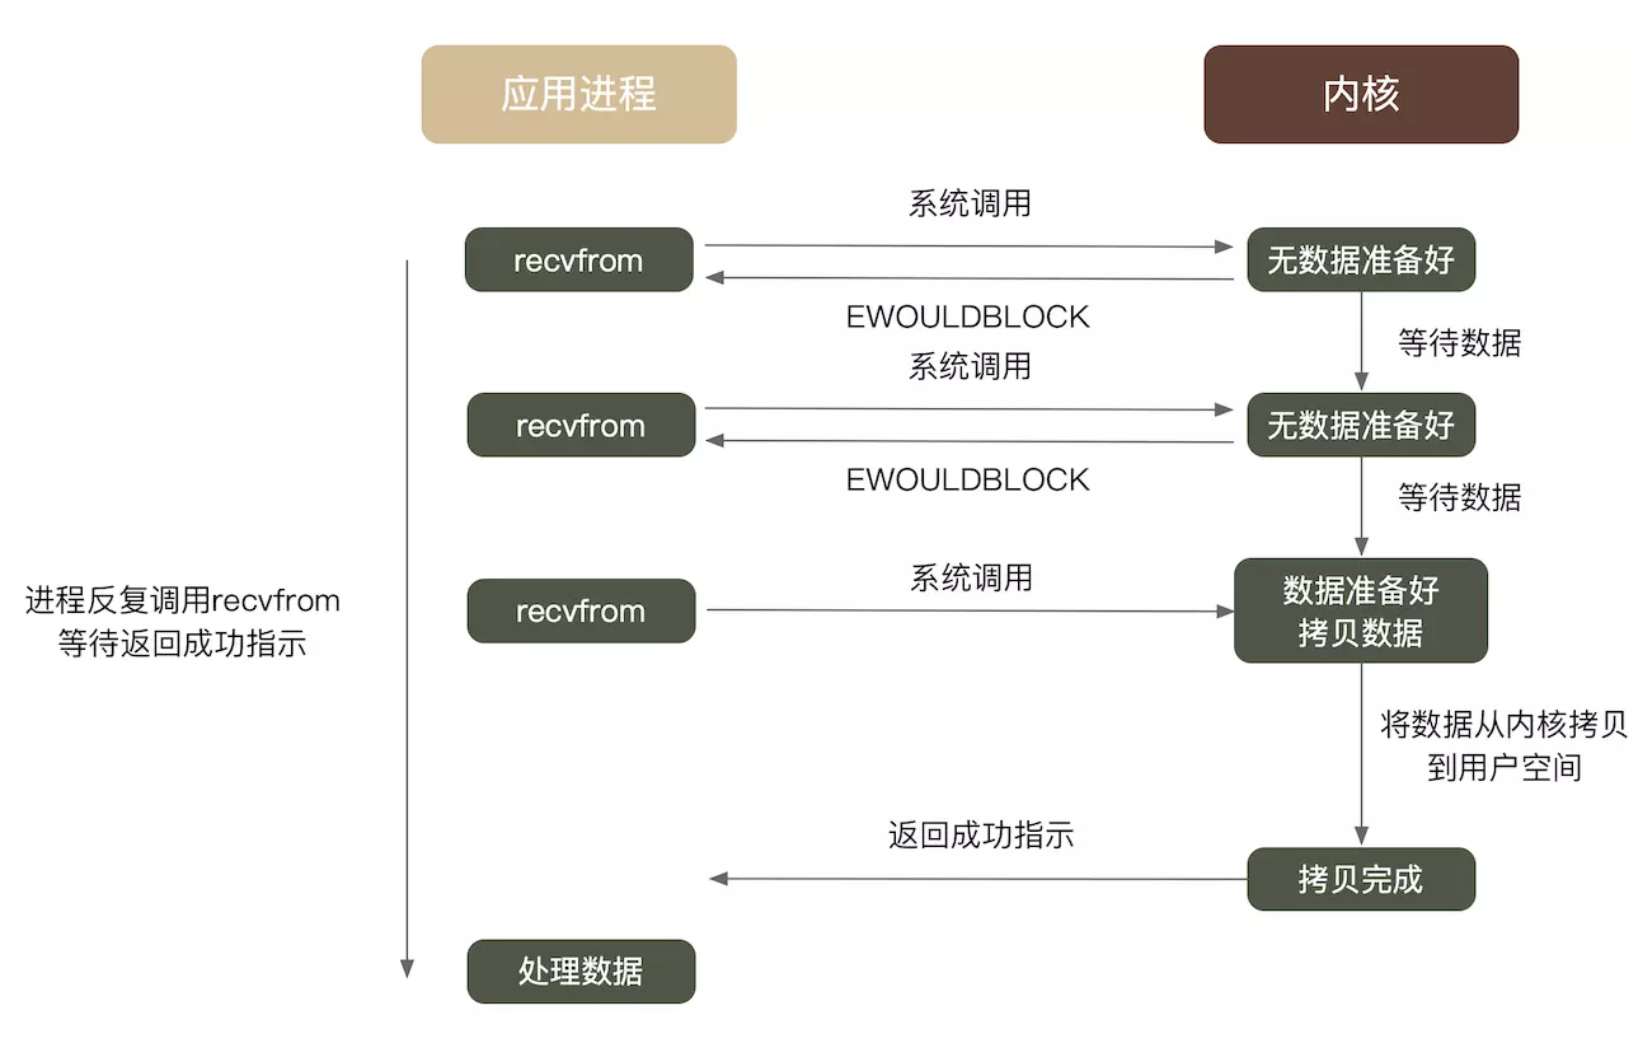 应用进程
内核
系统调用
recvfrom
无数据准备好
EWOULDBLOCK
等待数据
系统调用
recvfrom
无数据准备好
EWOULDBLOCK
等待数据
系统调用
recvfrom
数据准备好
拷贝数据
进程反复调用recvfrom
等待返回成功指示
将数据从内核拷贝
到用户空间
返回成功指示
拷贝完成
处理数据